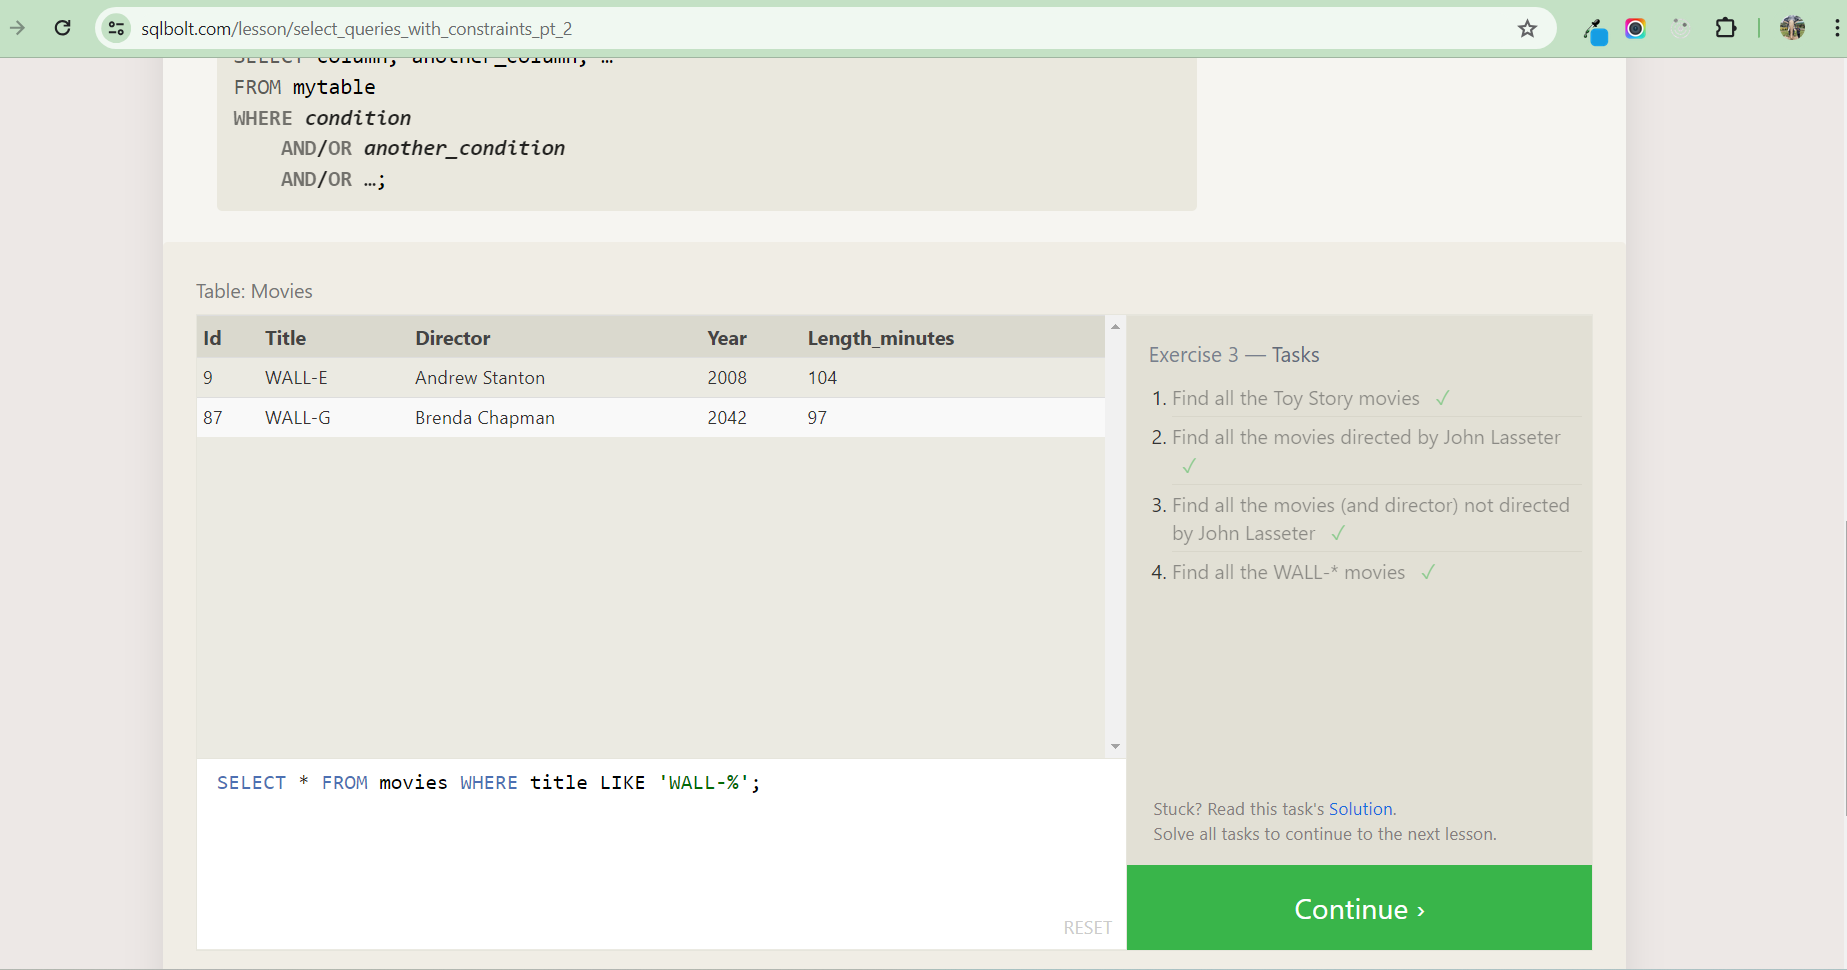 sqlbolt.com/lesson/select_queries_with_constraints_pt_2
SELECT column, another_column, …
FROM mytable
WHERE condition
AND/OR another_condition
AND/OR …;
Table: Movies
Id Title Director Year Length_minutes
9 WALL-E Andrew Stanton 2008 104
87 WALL-G Brenda Chapman 2042 97
SELECT * FROM movies WHERE title LIKE 'WALL-%';
RESET
Exercise 3 — Tasks
1. Find all the Toy Story movies ✓
2. Find all the movies directed by John Lasseter
✓
3. Find all the movies (and director) not directed
by John Lasseter ✓
4. Find all the WALL-* movies ✓
Stuck? Read this task's Solution.
Solve all tasks to continue to the next lesson.
Continue ›